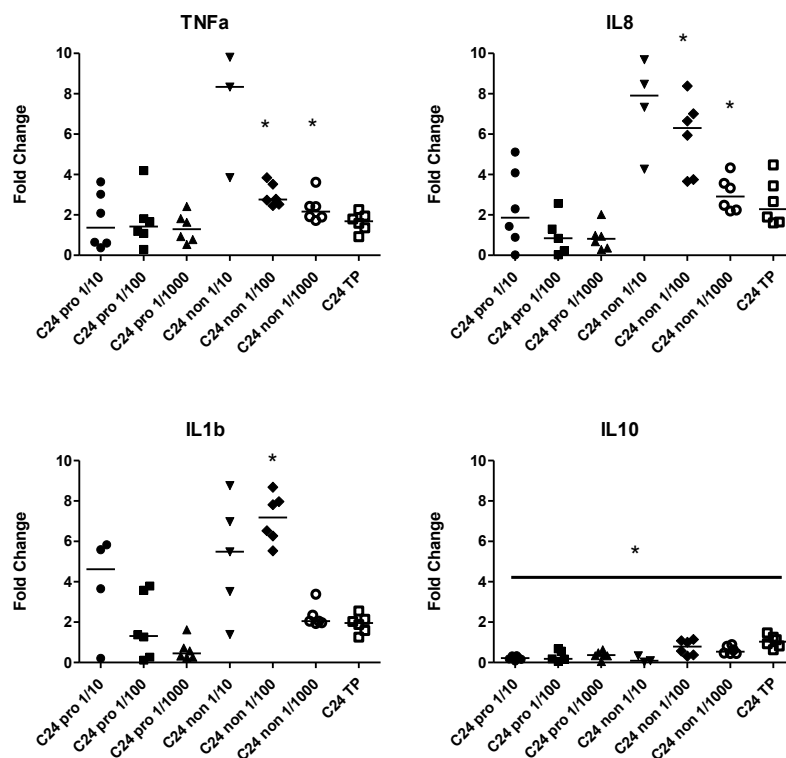 TNFa
Fold Change
10
8
6
4
2
0
*
*
C24 pro 1/10
C24 pro 1/100
C24 pro 1/1000
C24 non 1/10
C24 non 1/100
C24 non 1/1000
C24 TP
IL8
Fold Change
10
8
6
4
2
0
*
*
C24 pro 1/10
C24 pro 1/100
C24 pro 1/1000
C24 non 1/10
C24 non 1/100
C24 non 1/1000
C24 TP
IL1b
Fold Change
10
8
6
4
2
0
*
C24 pro 1/10
C24 pro 1/100
C24 pro 1/1000
C24 non 1/10
C24 non 1/100
C24 non 1/1000
C24 TP
IL10
Fold Change
10
8
6
4
2
0
*
C24 pro 1/10
C24 pro 1/100
C24 pro 1/1000
C24 non 1/10
C24 non 1/100
C24 non 1/1000
C24 TP